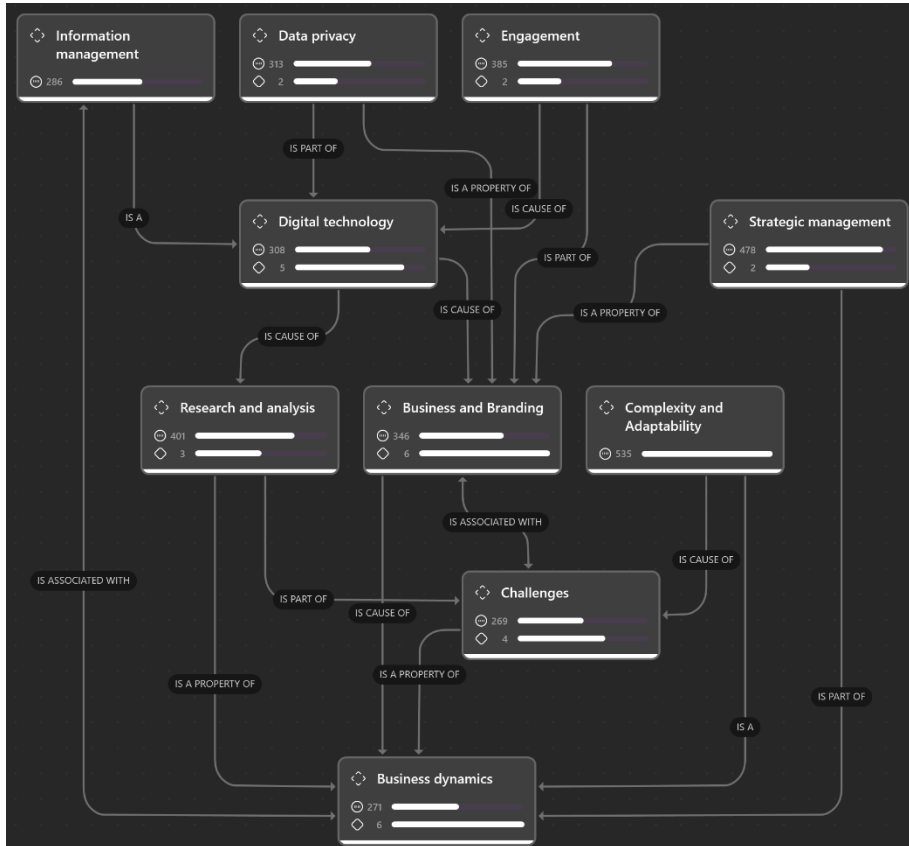 Information
management
286
Data privacy
313
2
Engagement
385
2
IS PART OF
IS A PROPERTY OF
IS A
IS CAUSE OF
Digital technology
308
5
Strategic management
478
2
IS PART OF
IS CAUSE OF
IS A PROPERTY OF
IS CAUSE OF
Research and analysis
401
3
Business and Branding
346
6
Complexity and
Adaptability
535
IS ASSOCIATED WITH
IS CAUSE OF
IS ASSOCIATED WITH
IS PART OF
IS CAUSE OF
Challenges
269
4
IS A PROPERTY OF
IS A PROPERTY OF
IS PART OF
IS A
Business dynamics
271
6